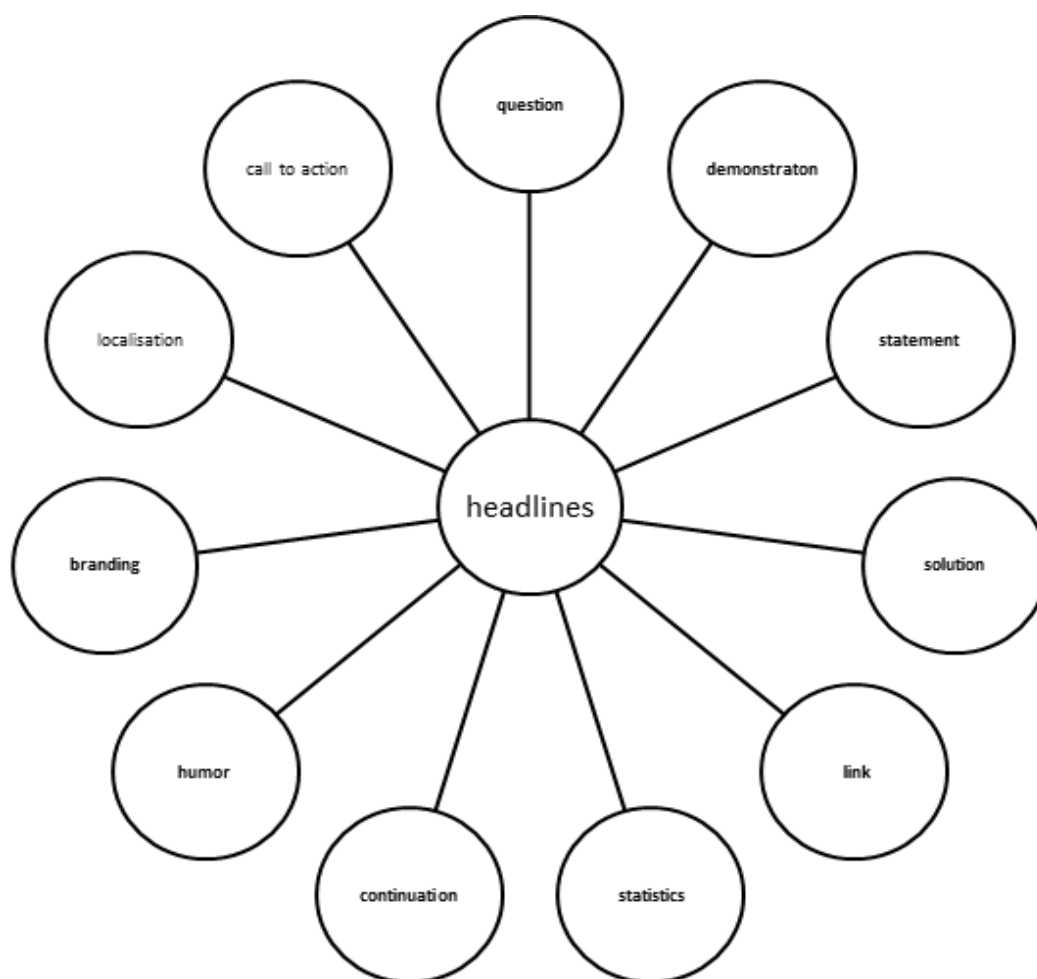 question
call to action
demonstraton
localisation
statement
headlines
branding
solution
humor
link
continuation
statistics